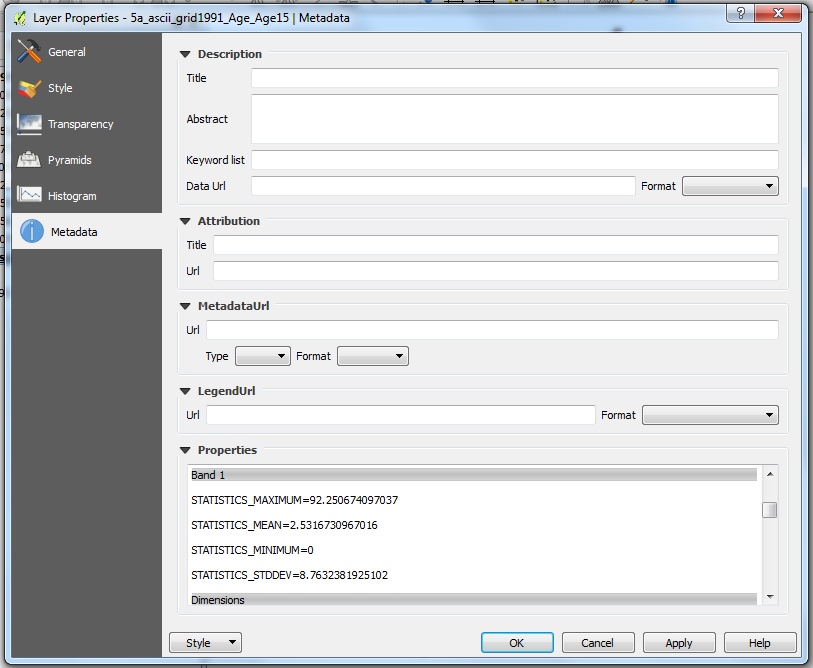 Layer Properties - 5a_ascii_grid1991_Age_Age15 | Metadata
?
General
Style
Transparency
Pyramids
Histogram
Metadata
Description
Title
Abstract
Keyword list
Data Url Format
Attribution
Title
Url
MetadataUrl
Url
Type Format
LegendUrl
Url Format
Properties
Band 1
STATISTICS_MAXIMUM=92.250674097037
STATISTICS_MEAN=2.5316730967016
STATISTICS_MINIMUM=0
STATISTICS_STDDEV=8.7632381925102
Dimensions
Style OK Cancel Apply Help